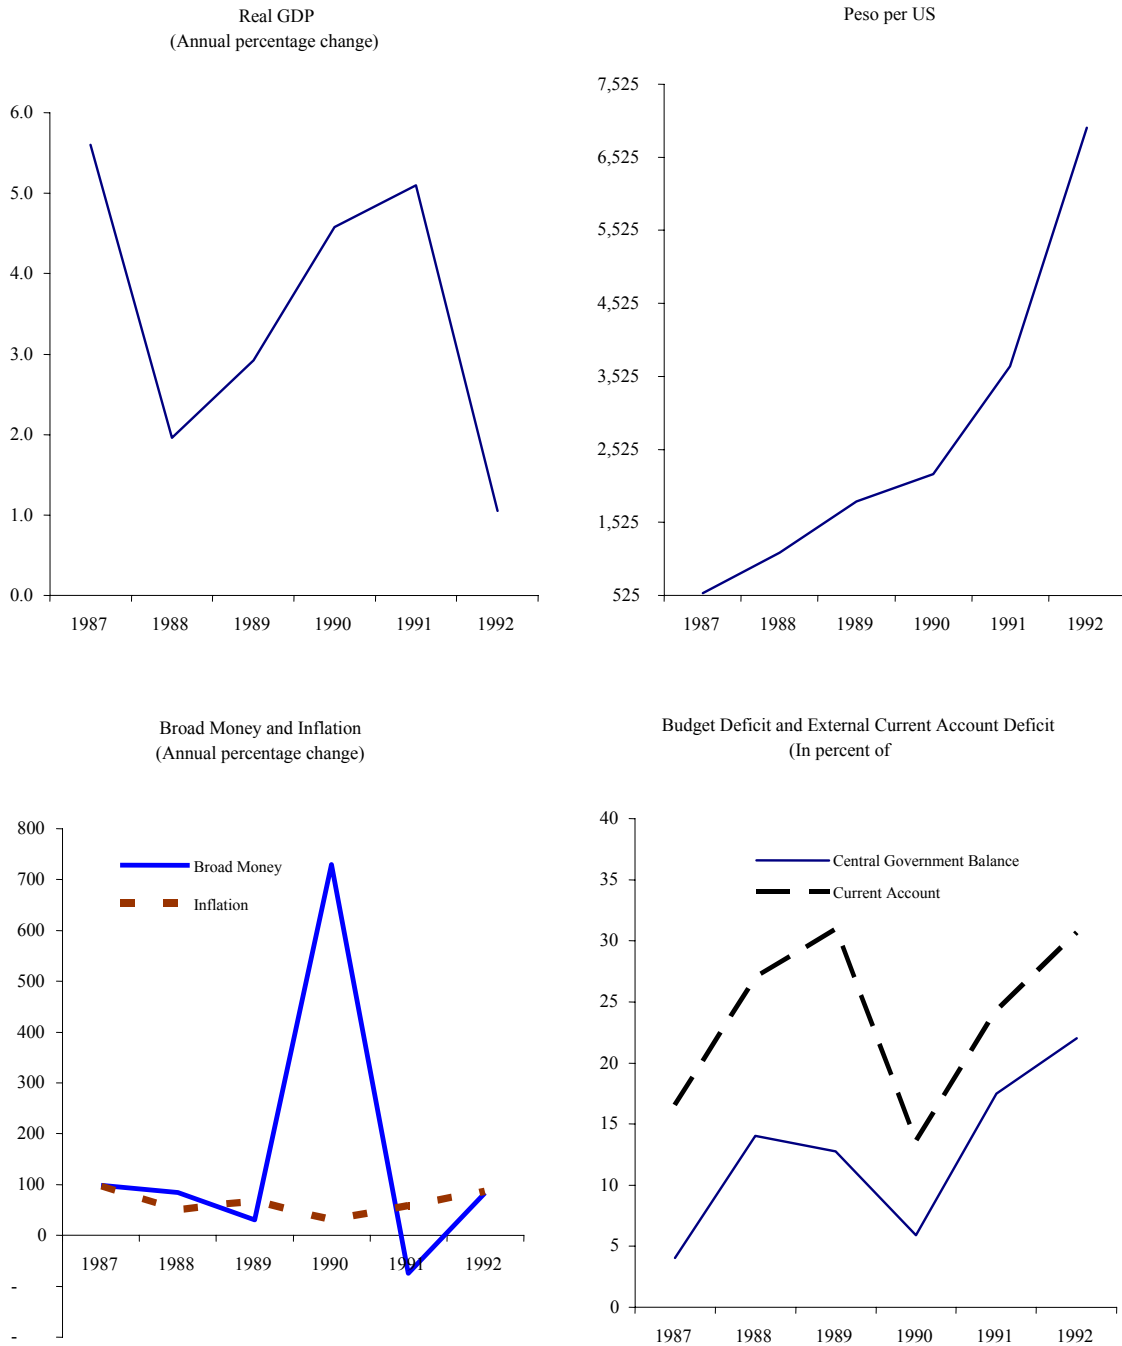 Real GDP
(Annual percentage change)
6.0
5.0
4.0
3.0
2.0
1.0
0.0
1987 1988 1989 1990 1991 1992
Peso per US
7,525
6,525
5,525
4,525
3,525
2,525
1,525
525
1987 1988 1989 1990 1991 1992
Broad Money and Inflation
(Annual percentage change)
800
700
600
500
400
300
200
100
0
-
-
Broad Money
Inflation
1987 1988 1989 1990 1991 1992
Budget Deficit and External Current Account Deficit
(In percent of
40
35
30
25
20
15
10
5
0
Central Government Balance
Current Account
1987 1988 1989 1990 1991 1992